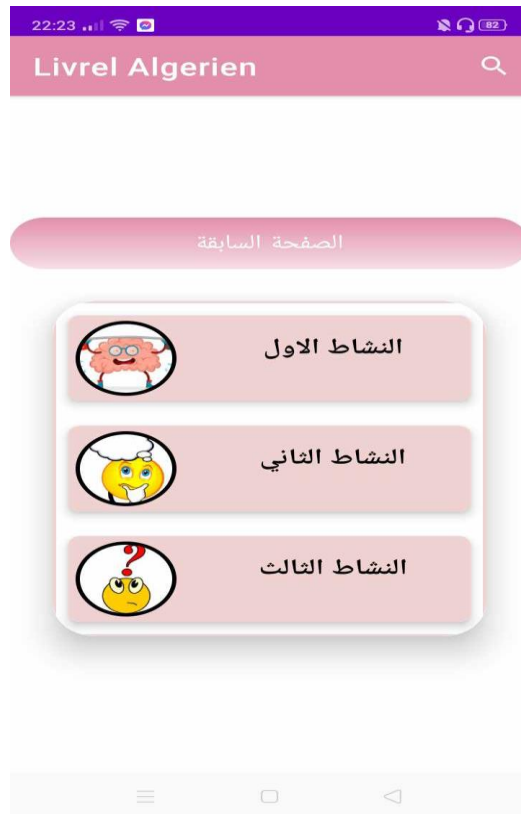 22:23
82
Livrel Algerien
الصفحة السابقة
النشاط الاول
النشاط الثاني
?
النشاط الثالث